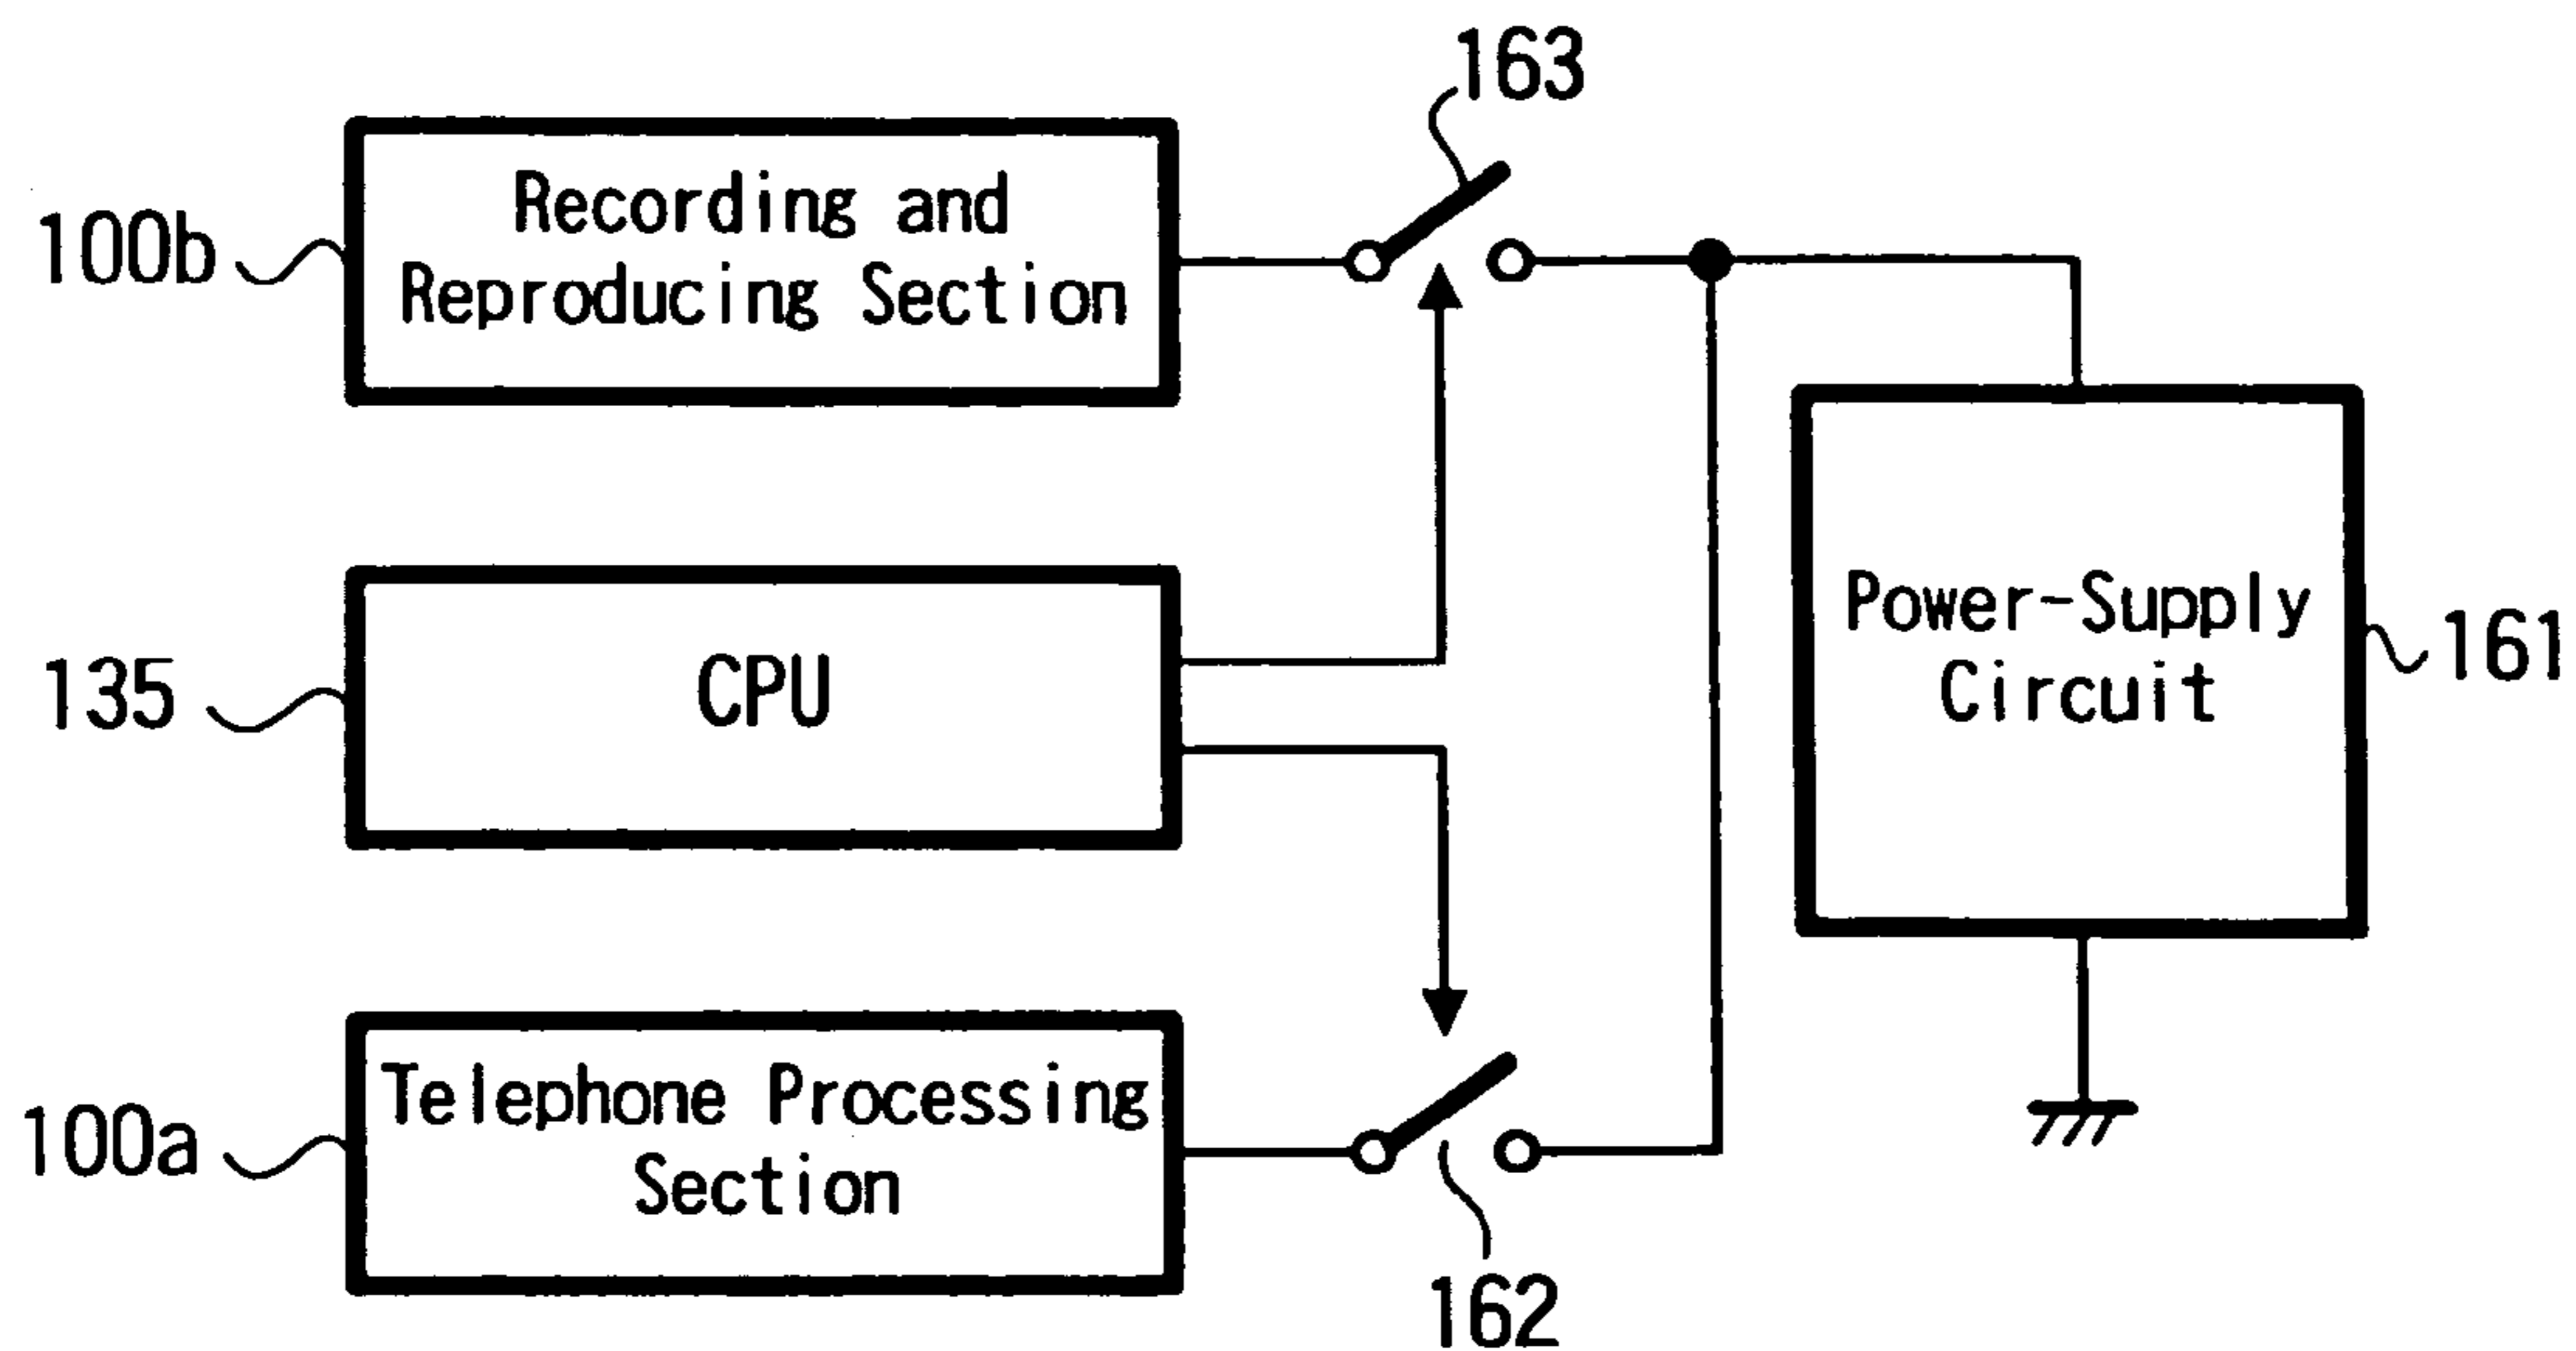 163
Recording and
Reproducing Section
100b
Power-Supply
Circuit
161
CPU
135
Telephone Processing
Section
100a
162